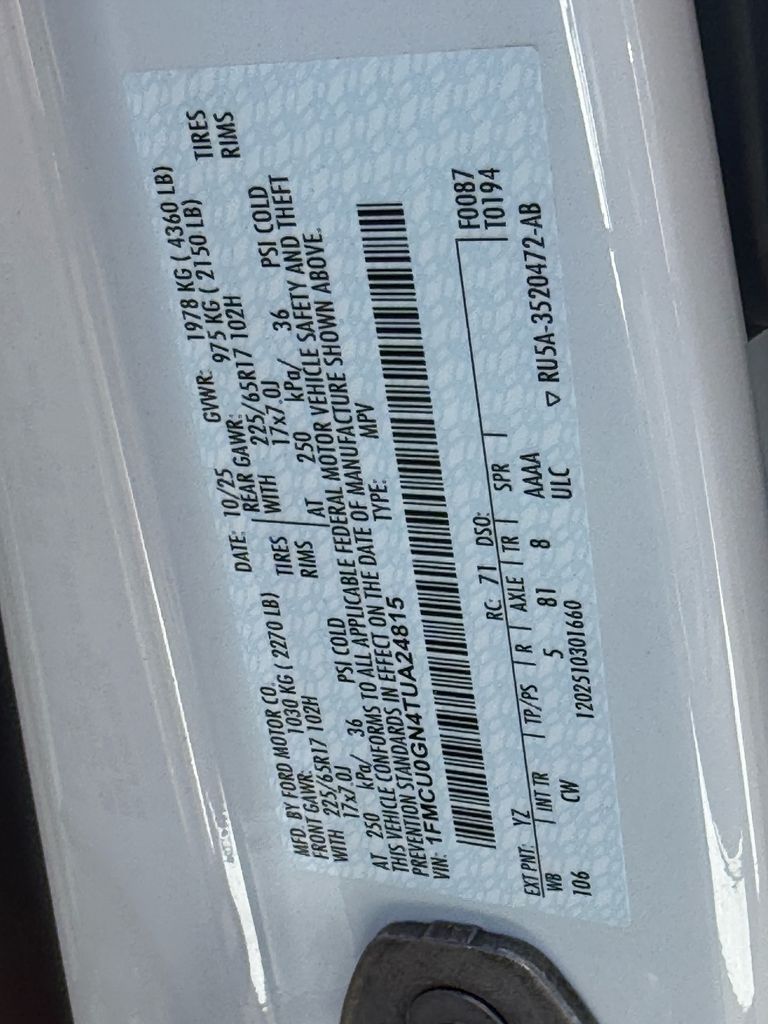 MFD. BY FORD MOTOR CO. DATE: 10/25 GVWR: 1978 KG ( 4360 LB)
FRONT GAWR: 1030 KG ( 2270 LB) REAR GAWR: 975 KG ( 2150 LB)
WITH 225/65R17 102H TIRES WITH 225/65R17 102H TIRES
17x7.0J RIMS 17x7.0J RIMS
AT 250 kPa/ 36 PSI COLD AT 250 kPa/ 36 PSI COLD
THIS VEHICLE CONFORMS TO ALL APPLICABLE FEDERAL MOTOR VEHICLE SAFETY AND THEFT
PREVENTION STANDARDS IN EFFECT ON THE DATE OF MANUFACTURE SHOWN ABOVE.
VIN: 1FMCU0GN4TUA24815 TYPE: MPV
F0087
EXT PNT: YZ RC: 71 DSO: T0194
WB INT TR TP/PS R AXLE TR SPR
106 CW 5 81 8 AAAA ▽ RU5A-3520472-AB
1202510301660 ULC